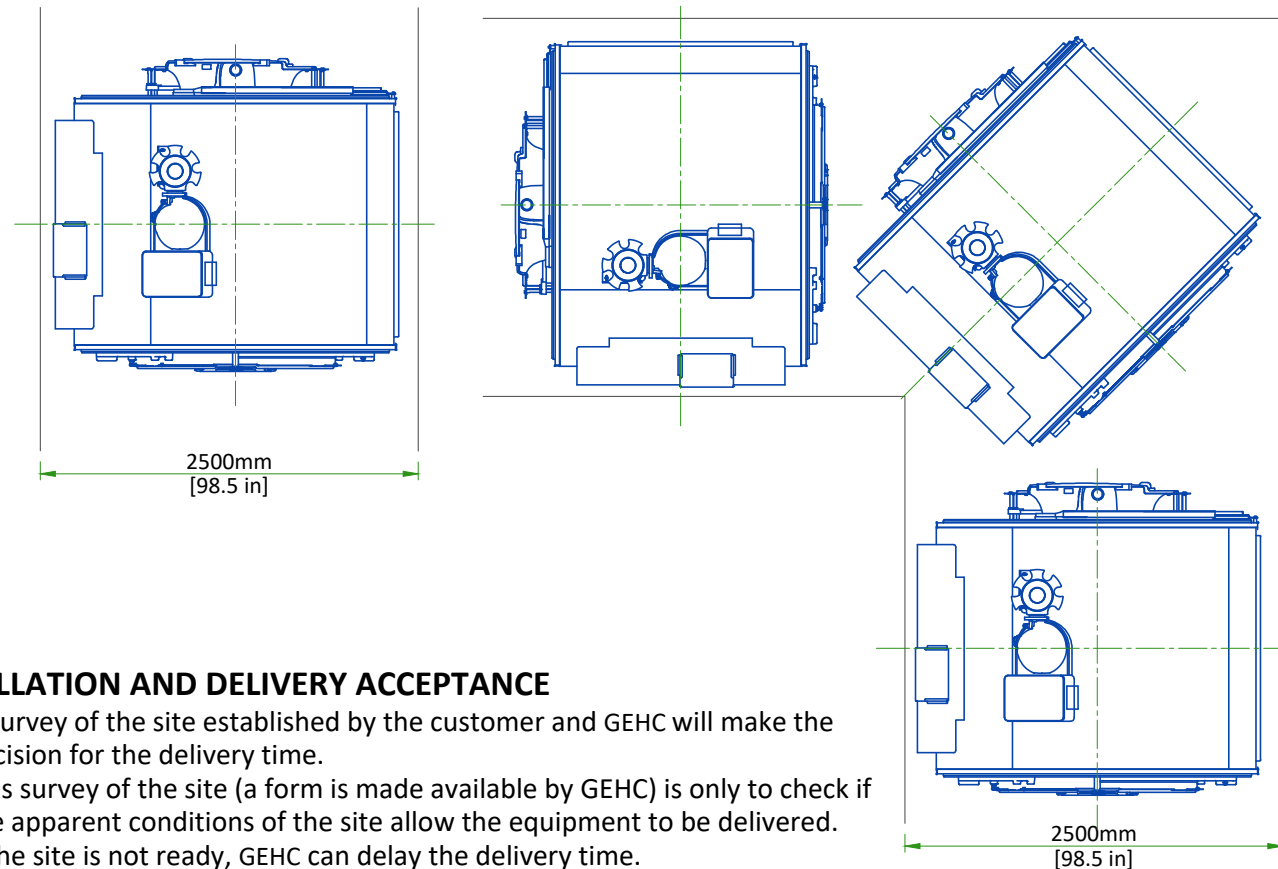 2500mm
[98.5 in]
LLATION AND DELIVERY ACCEPTANCE
urvey of the site established by the customer and GEHC will make the
cision for the delivery time.
s survey of the site (a form is made available by GEHC) is only to check if
e apparent conditions of the site allow the equipment to be delivered.
he site is not ready, GEHC can delay the delivery time.
2500mm
[98.5 in]